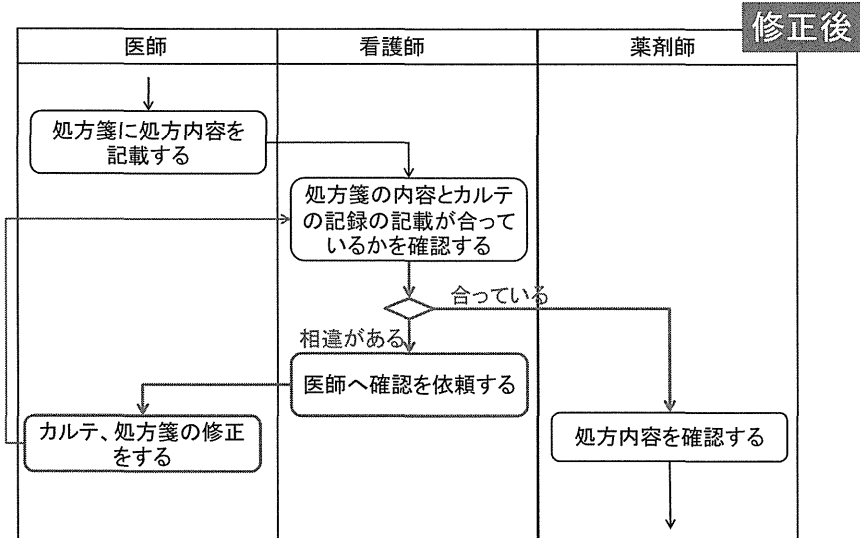 修正後
医師
看護師
薬剤師
処方箋に処方内容を
記載する
処方箋の内容とカルテ
の記録の記載が合って
いるかを確認する
合っている
相違がある
医師へ確認を依頼する
カルテ、処方箋の修正
をする
処方内容を確認する